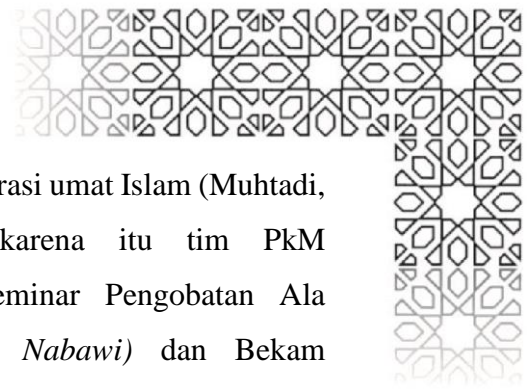 rasi umat Islam (Muhtadi,
karena itu tim PkM
eminar Pengobatan Ala
Nabawi) dan Bekam